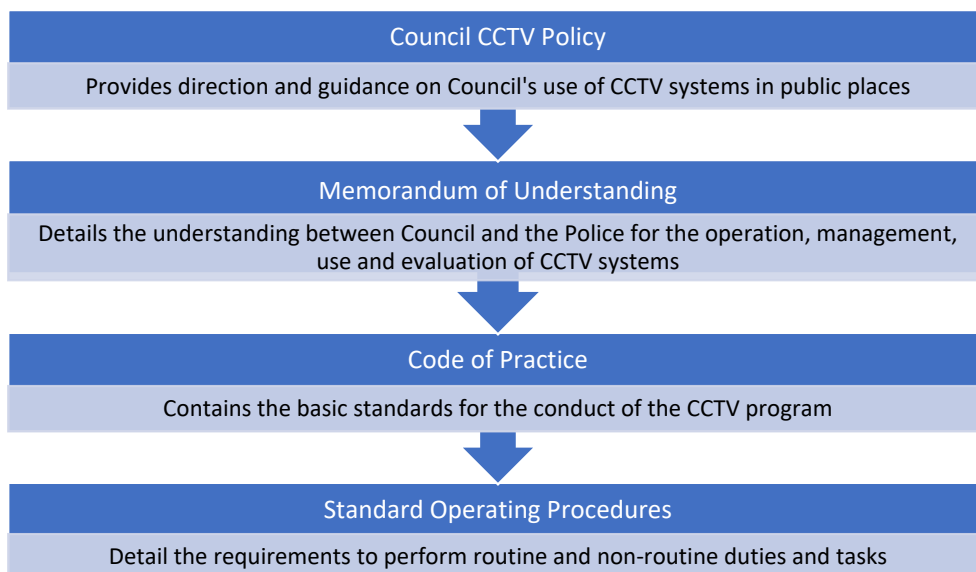 Council CCTV Policy
Provides direction and guidance on Council's use of CCTV systems in public places
Memorandum of Understanding
Details the understanding between Council and the Police for the operation, management,
use and evaluation of CCTV systems
Code of Practice
Contains the basic standards for the conduct of the CCTV program
Standard Operating Procedures
Detail the requirements to perform routine and non-routine duties and tasks